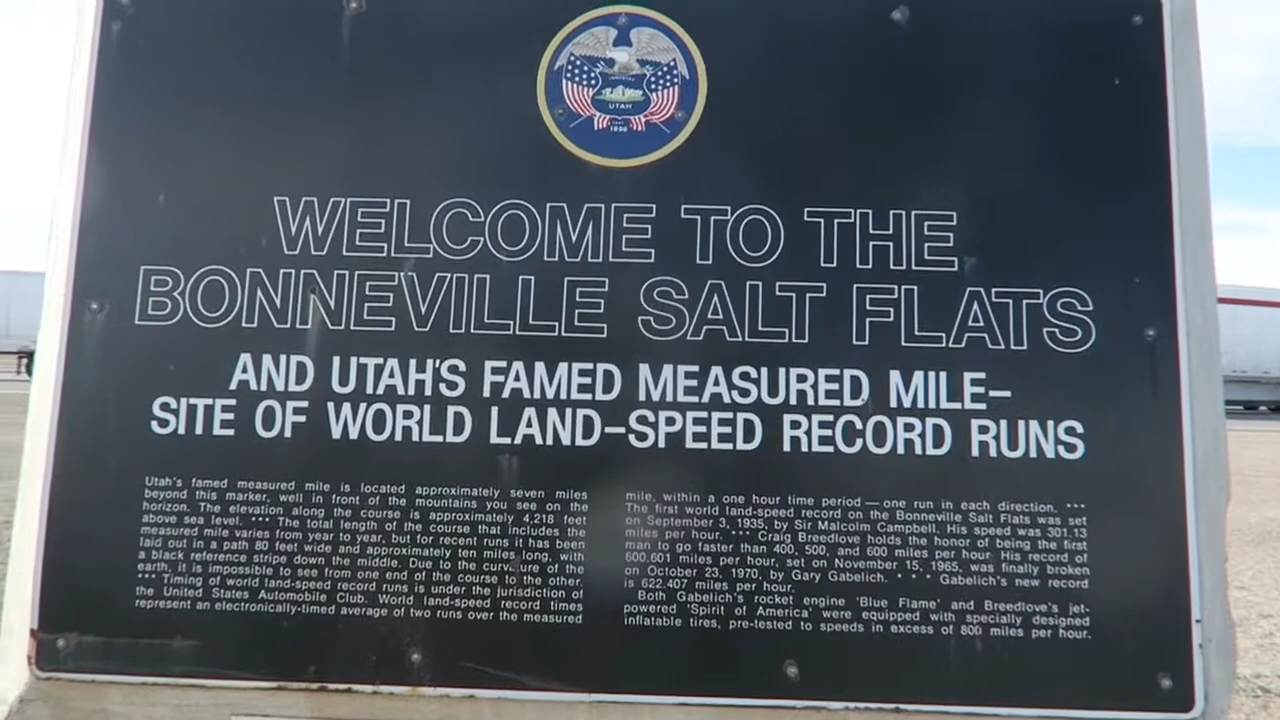 INDUSTRY
UTAH
1896
WELCOME TO THE
BONNEVILLE SALT FLATS
AND UTAH'S FAMED MEASURED MILE-
SITE OF WORLD LAND-SPEED RECORD RUNS
Utah's famed measured mile is located approximately seven miles
beyond this marker, well in front of the mountains you see on the
horizon. The elevation along the course is approximately 4,218 feet
above sea level. *** The total length of the course that includes the
measured mile varies from year to year, but for recent runs it has been
laid out in a path 80 feet wide and approximately ten miles long, with
a black reference stripe down the middle. Due to the curvature of the
earth, it is impossible to see from one end of the course to the other.
*** Timing of world land-speed record runs is under the jurisdiction of
the United States Automobile Club. World land-speed record times
represent an electronically-timed average of two runs over the measured
mile, within a one hour time period — one run in each direction. ***
The first world land-speed record on the Bonneville Salt Flats was set
on September 3, 1935, by Sir Malcolm Campbell. His speed was 301.13
miles per hour. *** Craig Breedlove holds the honor of being the first
man to go faster than 400, 500, and 600 miles per hour. His record of
600.601 miles per hour, set on November 15, 1965, was finally broken
on October 23, 1970, by Gary Gabelich. * * * Gabelich's new record
is 622.407 miles per hour.
Both Gabelich's rocket engine 'Blue Flame' and Breedlove's jet-
powered 'Spirit of America' were equipped with specially designed
inflatable tires, pre-tested to speeds in excess of 800 miles per hour.